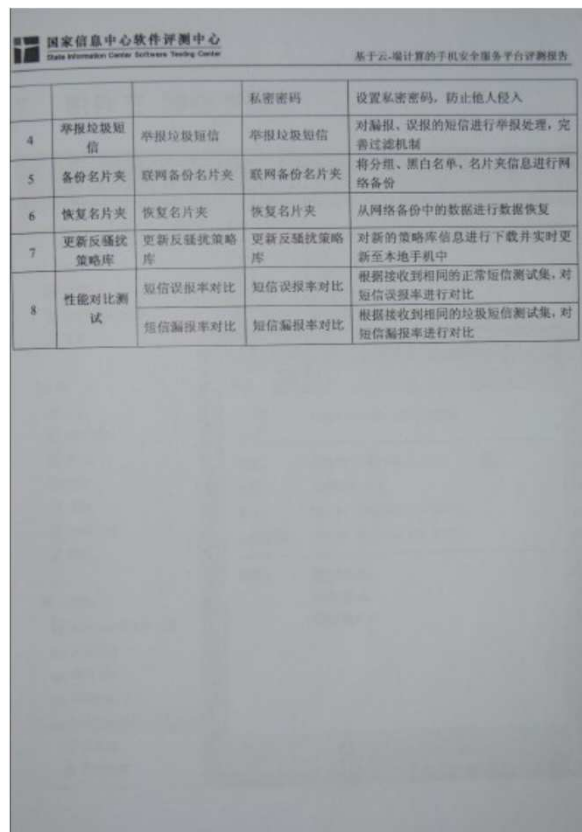 国家信息中心软件评测中心
State Information Center Software Testing Center
基于云-端计算的手机安全服务平台评测报告
私密密码 设置私密密码，防止他人侵入
4 举报垃圾短信 举报垃圾短信 举报垃圾短信 对漏报、误报的短信进行举报处理，完善过滤机制
5 备份名片夹 联网备份名片夹 联网备份名片夹 将分组、黑白名单、名片夹信息进行网络备份
6 恢复名片夹 恢复名片夹 恢复名片夹 从网络备份中的数据进行数据恢复
7 更新反骚扰策略库 更新反骚扰策略库 更新反骚扰策略库 对新的策略库信息进行下载并实时更新至本地手机中
8 性能对比测试 短信误报率对比 短信误报率对比 根据接收到相同的正常短信测试集，对短信误报率进行对比
短信漏报率对比 短信漏报率对比 根据接收到相同的垃圾短信测试集，对短信漏报率进行对比